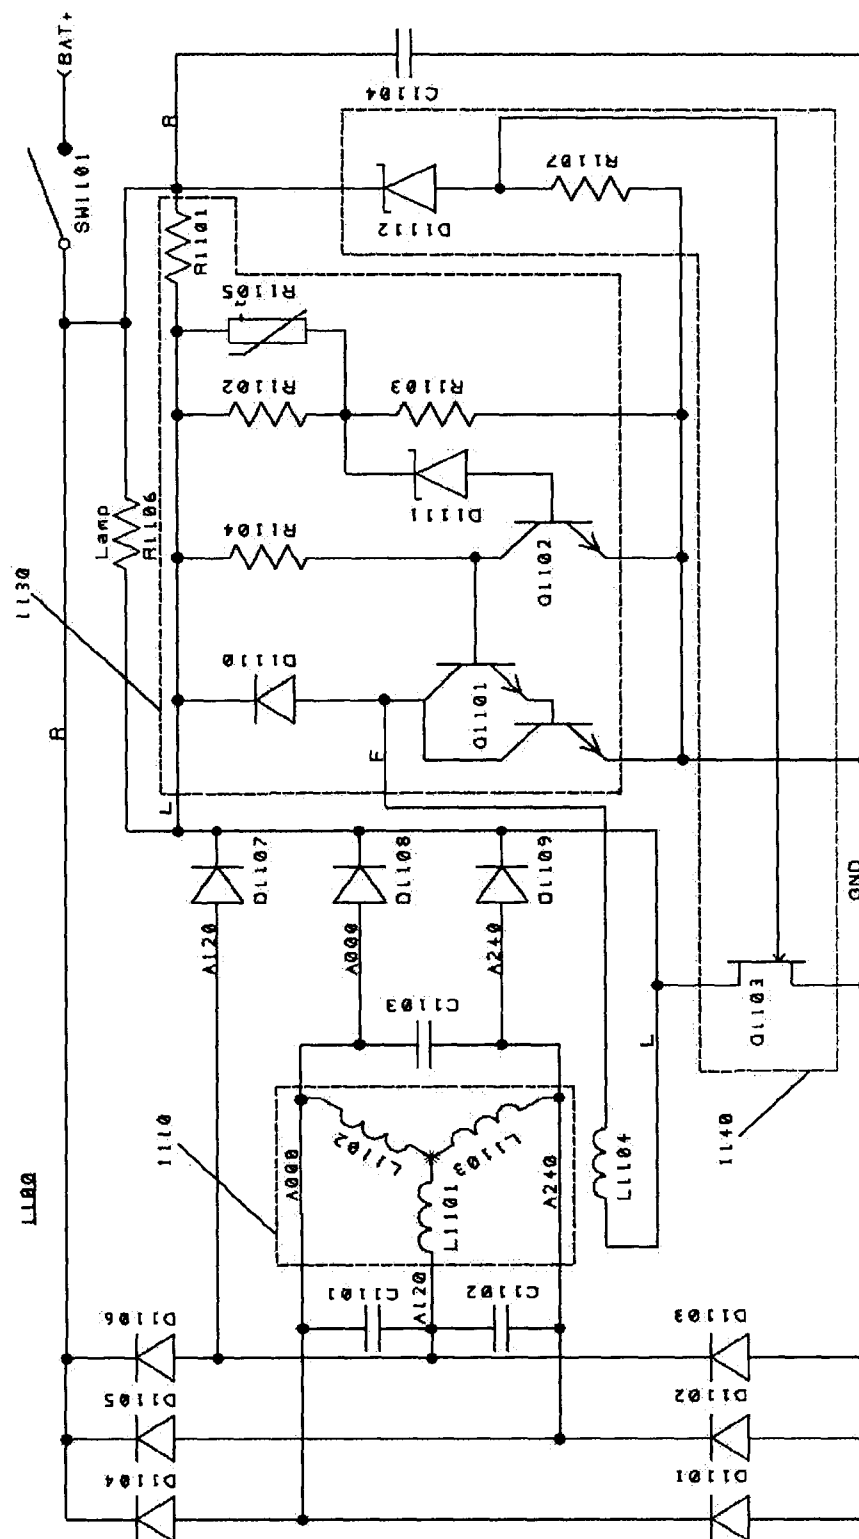 <BAT+
SW1101
R
C1104
R1107
D1112
R1101
R1105
t
R1102
R1103
Lamp
R1106
D1111
R1104
Q1102
1130
D1110
Q1101
R
F
L
D1107
D1108
D1109
GND
A120
A000
A240
C1103
Q1103
L
1110
1140
L1102
L1103
L1104
A000
L1101
A240
1100
C1101
A120
C1102
D1106
D1103
D1105
D1102
D1104
D1101